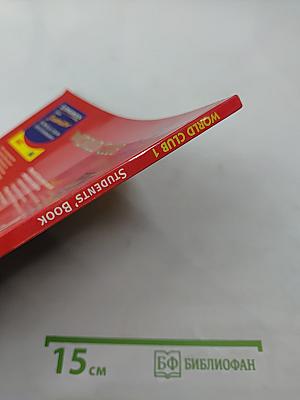 WORLD CLUB 1
STUDENTS' BOOK
15 см
БФ БИБЛИОФАН